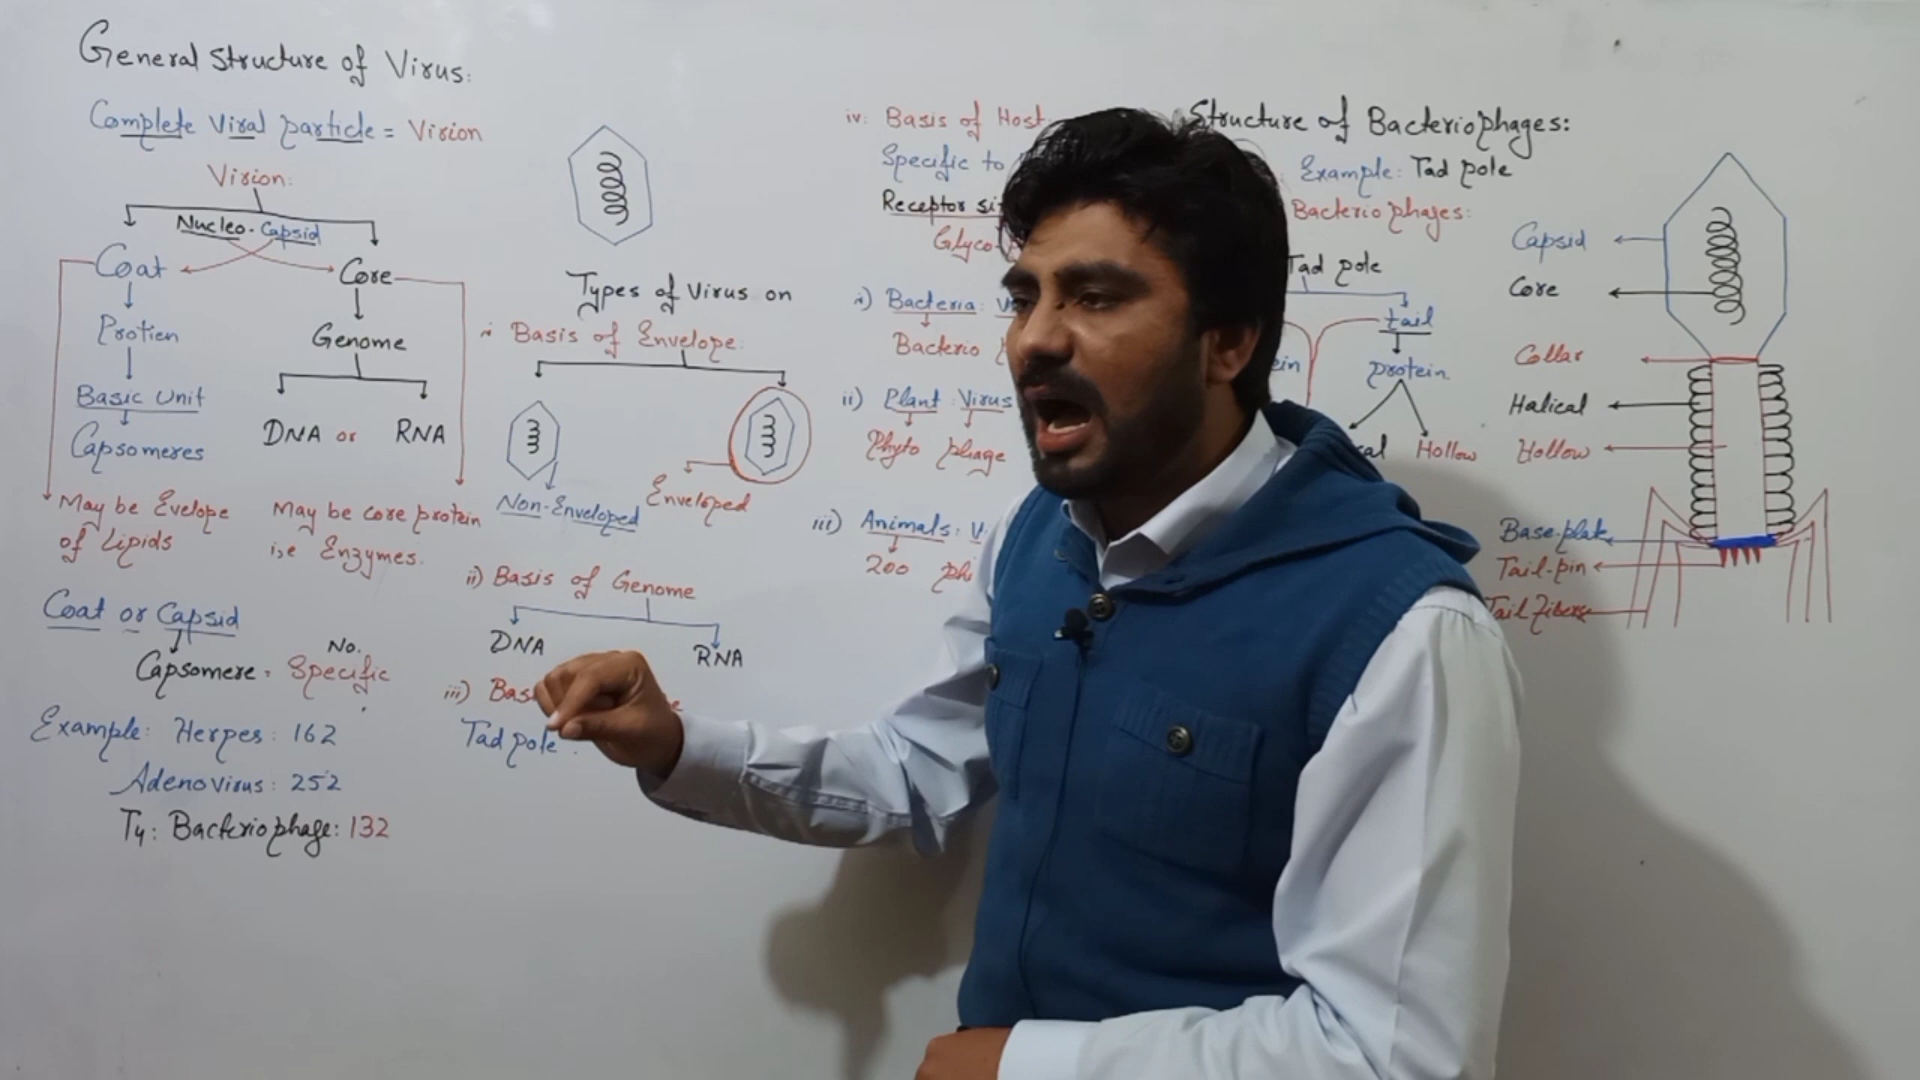 General Structure of Virus:
Complete Viral particle = Virion
Virion:
Nucleo-Capsid
Coat
Core
Protien
Genome
Basic Unit
DNA or RNA
Capsomeres
May be Evelope
of Lipids
May be core protein
i,e Enzymes.
Coat or Capsid
No.
Capsomere = Specific
Example: Herpes: 162
Adenovirus: 252
T4: Bacteriophage: 132
Types of Virus on
i Basis of Envelope:
Non-Enveloped
Enveloped
ii) Basis of Genome
DNA
RNA
iii)
Tad pole
iv: Basis of Host:
Specific to
Receptor
i) Bacteria:
Bacterio
ii) Plant: Virus
Phyto phage
iii) Animals:
200
Structure of Bacteriophages:
Example: Tad pole
Bacteriophages:
Tad pole
tail
protein
Hollow
Capsid
Core
Collar
Halical
Hollow
Base-plate
Tail-pin
Tail Fibers